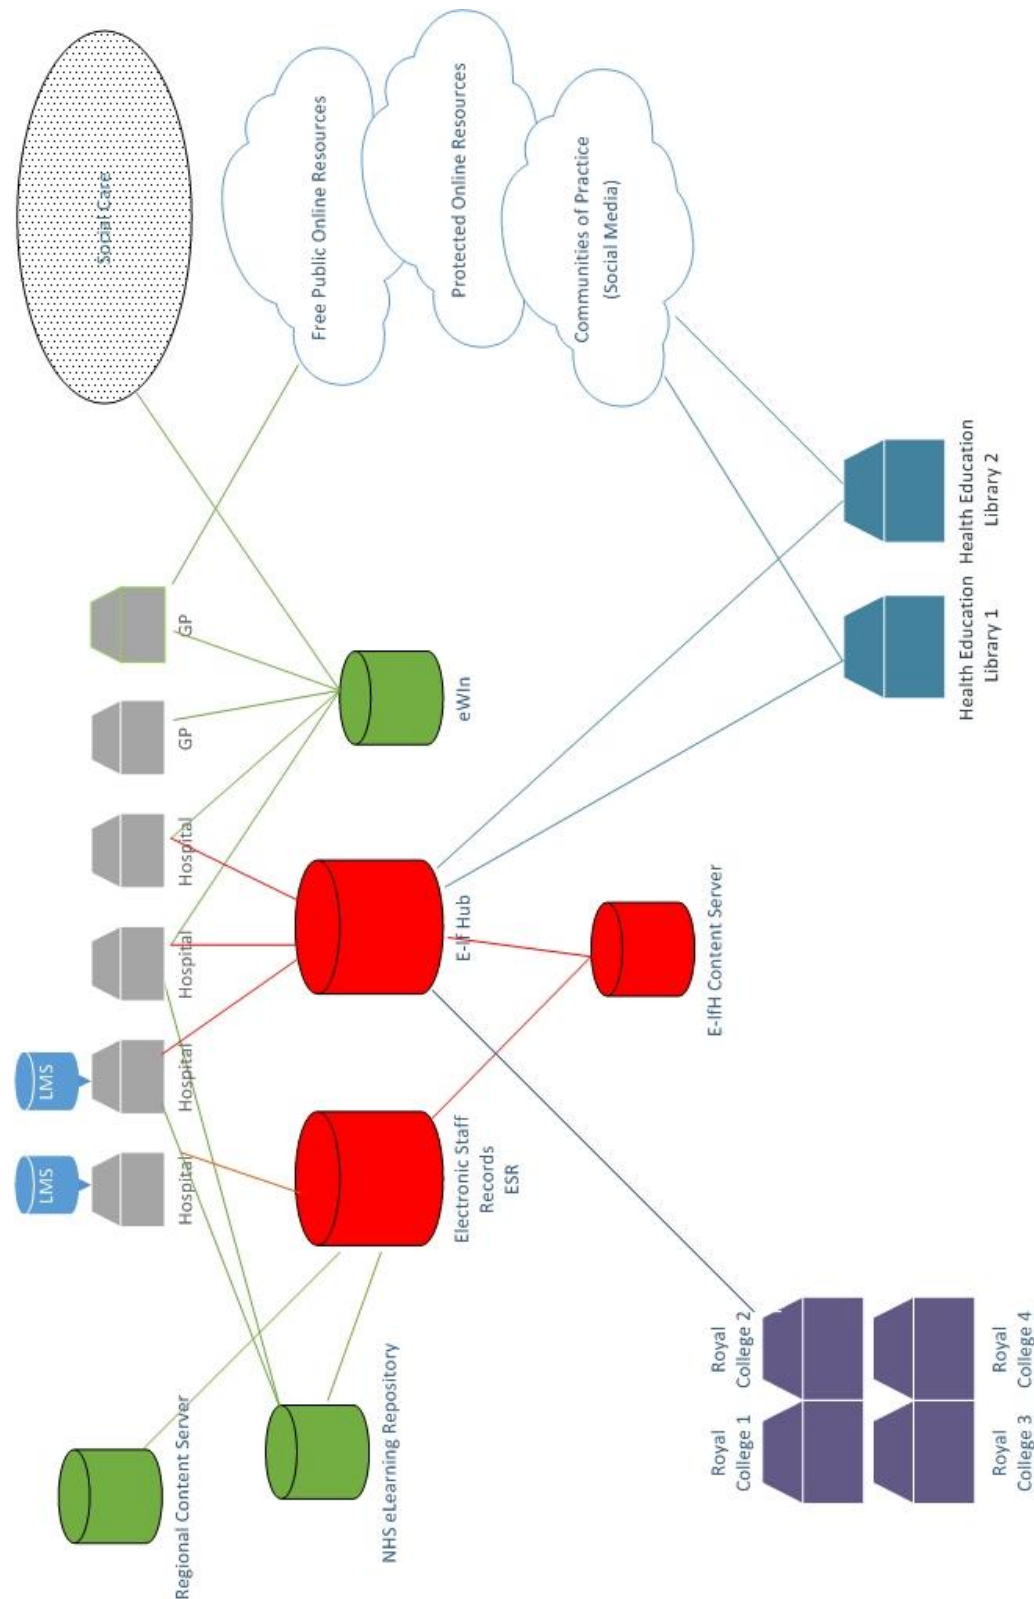 LMS
LMS
Social Care
Regional Content Server
Hospital
Hospital
Hospital
Hospital
GP
GP
Free Public Online Resources
NHS eLearning Repository
Electronic Staff
Records
ESR
E-lf Hub
eWIn
Protected Online Resources
Communities of Practice
(Social Media)
E-lfH Content Server
Royal
College 1
Royal
College 2
Health Education
Library 1
Health Education
Library 2
Royal
College 3
Royal
College 4